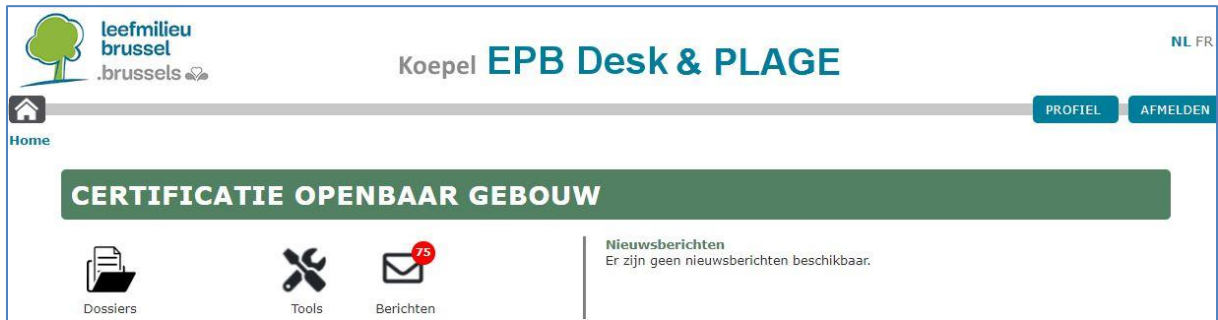 leefmilieu
brussel
.brussels
Koepel EPB Desk & PLAGE
NL FR
PROFIEL AFMELDEN
Home
CERTIFICATIE OPENBAAR GEBOUW
75
Dossiers
Tools
Berichten
Nieuwsberichten
Er zijn geen nieuwsberichten beschikbaar.